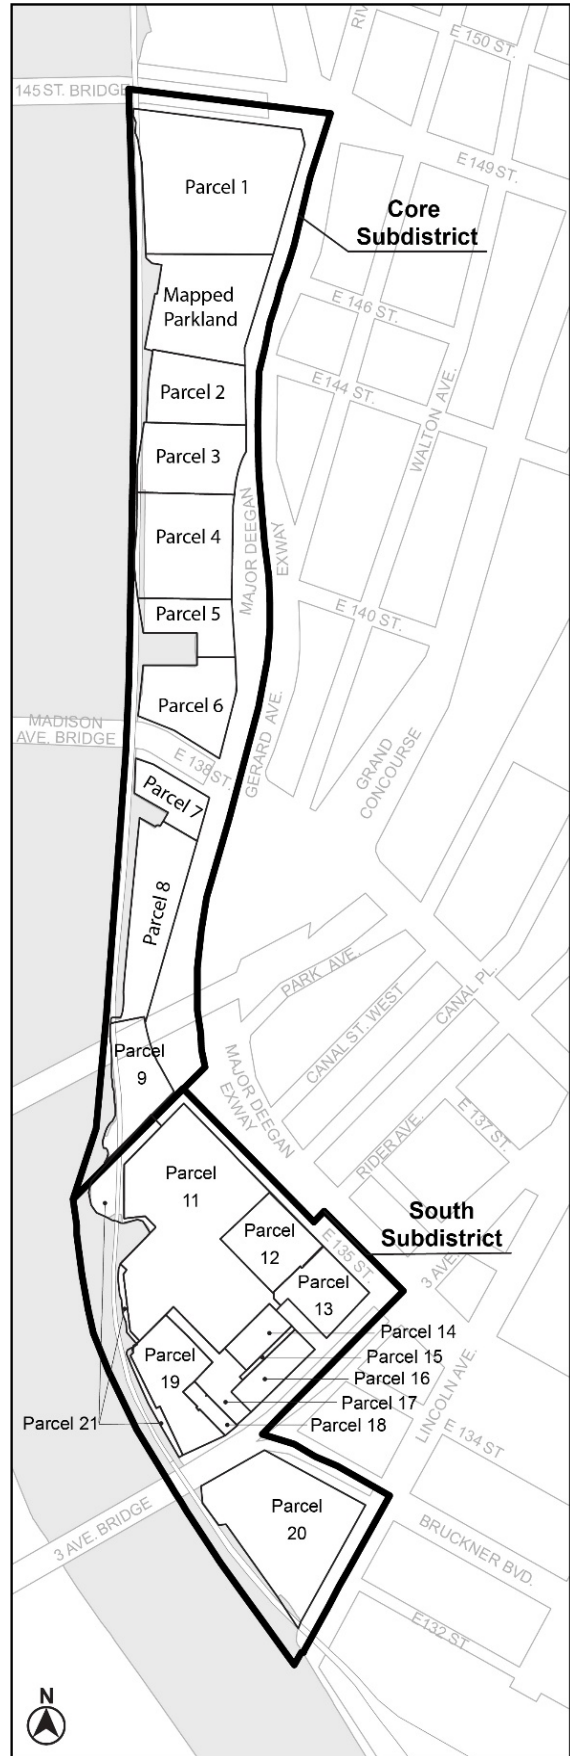 RIV
E 150 ST.
145 ST. BRIDGE
E 149 ST.
Parcel 1
Core
Subdistrict
Mapped
Parkland
E 146 ST.
Parcel 2
E 144 ST.
WALTON AVE.
Parcel 3
MAJOR DEEGAN
EXWAY
Parcel 4
Parcel 5
E 140 ST.
Parcel 6
MADISON
AVE. BRIDGE
E 138 ST.
GERARD AVE.
GRAND
CONCOURSE
Parcel 7
Parcel 8
PARK AVE.
CANAL ST. WEST
CANAL PL.
Parcel
9
MAJOR DEEGAN
EXWAY
RIDER AVE.
E 137 ST.
Parcel
11
South
Subdistrict
Parcel
12
E 135 ST.
3 AVE.
Parcel
13
Parcel 14
Parcel 15
Parcel
19
Parcel 16
Parcel 17
Parcel 18
Parcel 21
LINCOLN AVE.
E 134 ST
3 AVE. BRIDGE
Parcel
20
BRUCKNER BVD.
E132 ST.
N